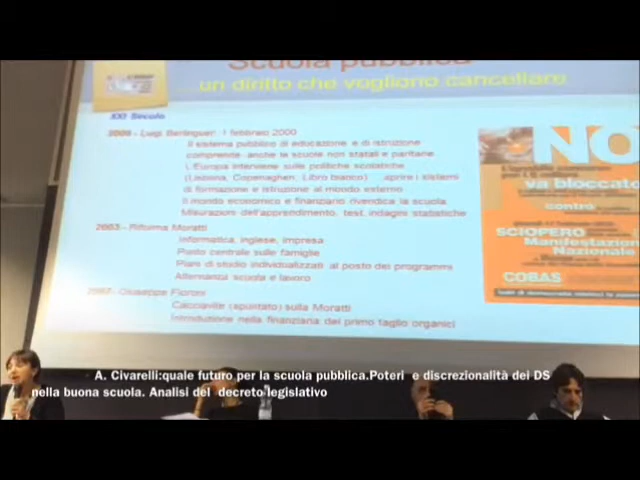 Scuola pubblica
...un diritto che vogliono cancellare
XXI Secolo
2000 - Luigi Berlinguer: 1 febbraio 2000
Il sistema pubblico di educazione e di istruzione
comprende anche le scuole non statali e paritarie
L'Europa interviene sulle politiche scolastiche
(Lisbona, Copenaghen, Libro bianco) ...aprire i sistemi
di formazione e istruzione al mondo esterno
Il mondo economico e finanziario rivendica la scuola
Misurazioni dell'apprendimento, test, indagini statistiche
2003 - Riforma Moratti
Informatica, inglese, impresa
Patto centrale sulle famiglie
Piani di studio individualizzati al posto dei programmi
Alternanza scuola e lavoro
Giuseppe Fioroni
Cacciavite (spuntato) sulla Moratti
Introduzione nella finanziaria del primo taglio organici
NO
va bloccato
contro
SCIOPERO
Manifestazione
Nazionale
COBAS
A. Civarelli:quale futuro per la scuola pubblica.Poteri e discrezionalità dei DS
nella buona scuola. Analisi del decreto legislativo